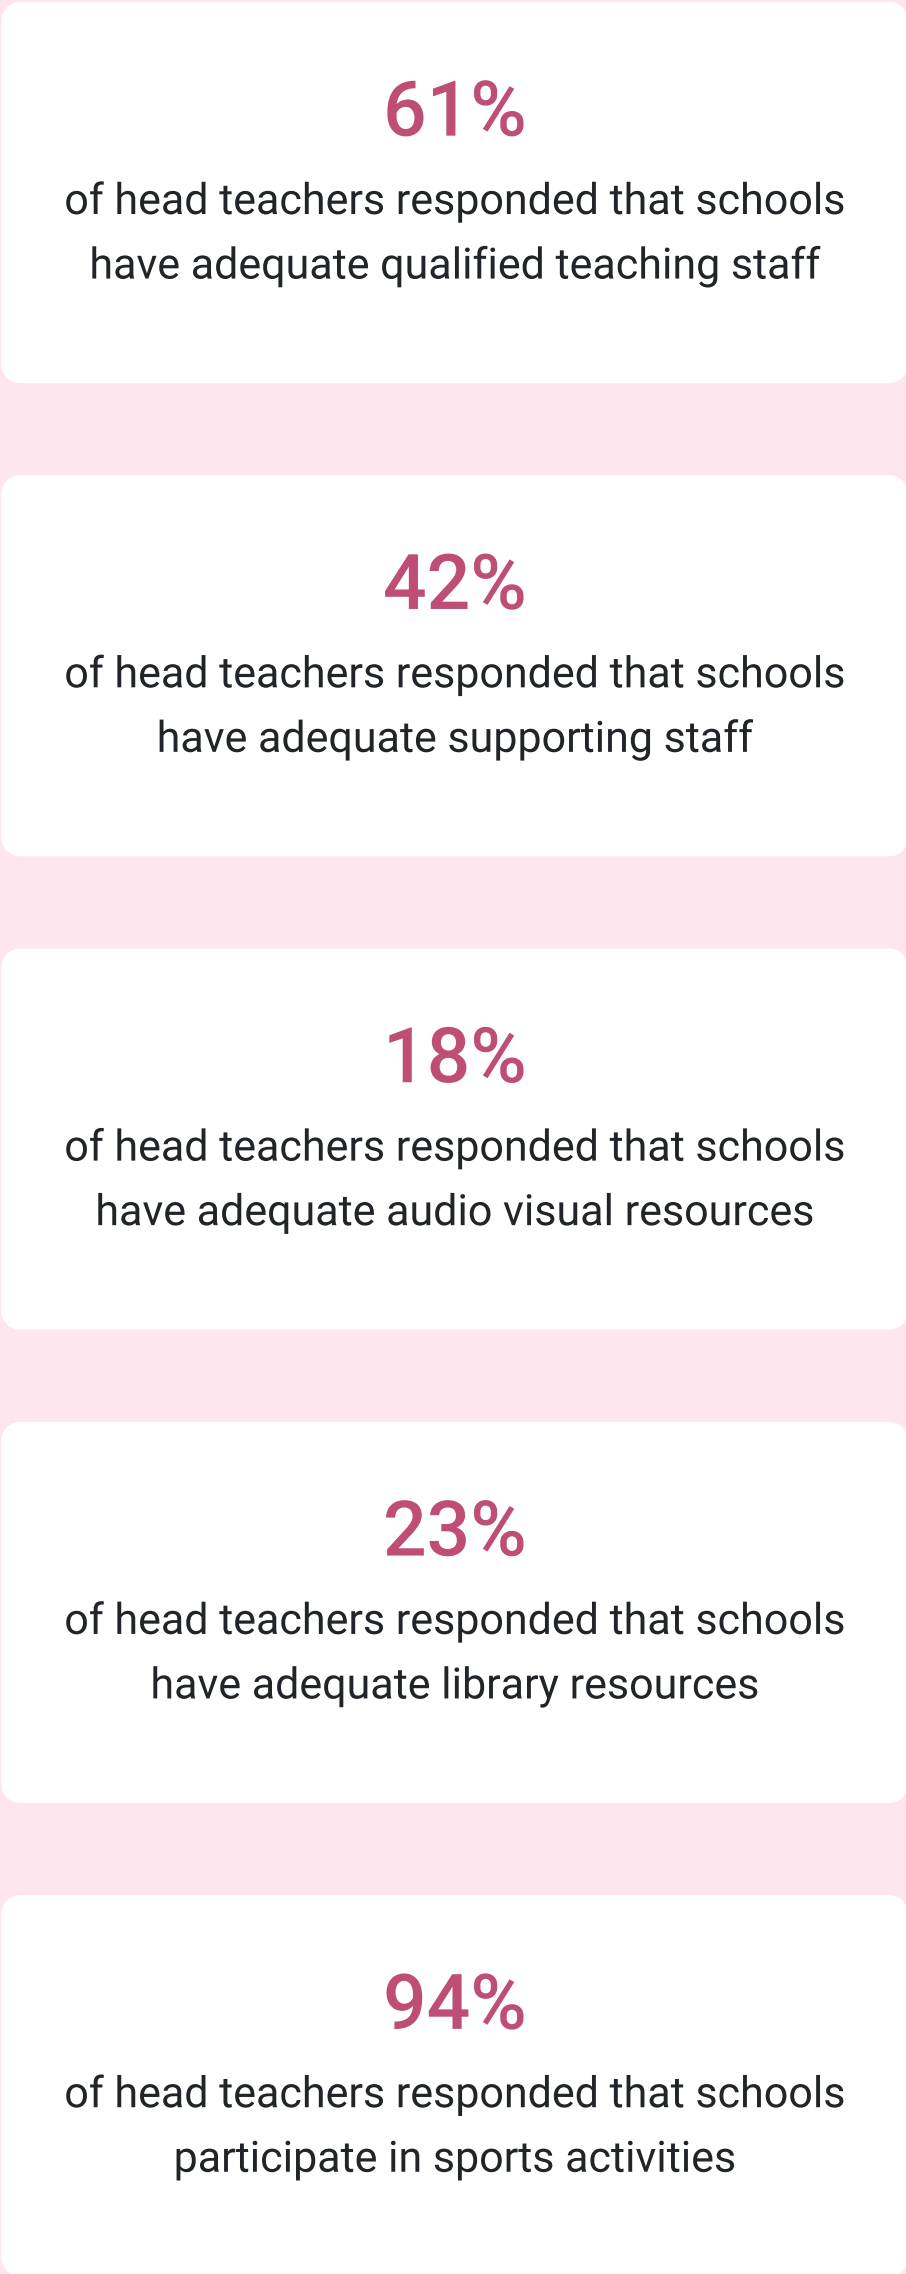 61%
of head teachers responded that schools
have adequate qualified teaching staff
42%
of head teachers responded that schools
have adequate supporting staff
18%
of head teachers responded that schools
have adequate audio visual resources
23%
of head teachers responded that schools
have adequate library resources
94%
of head teachers responded that schools
participate in sports activities